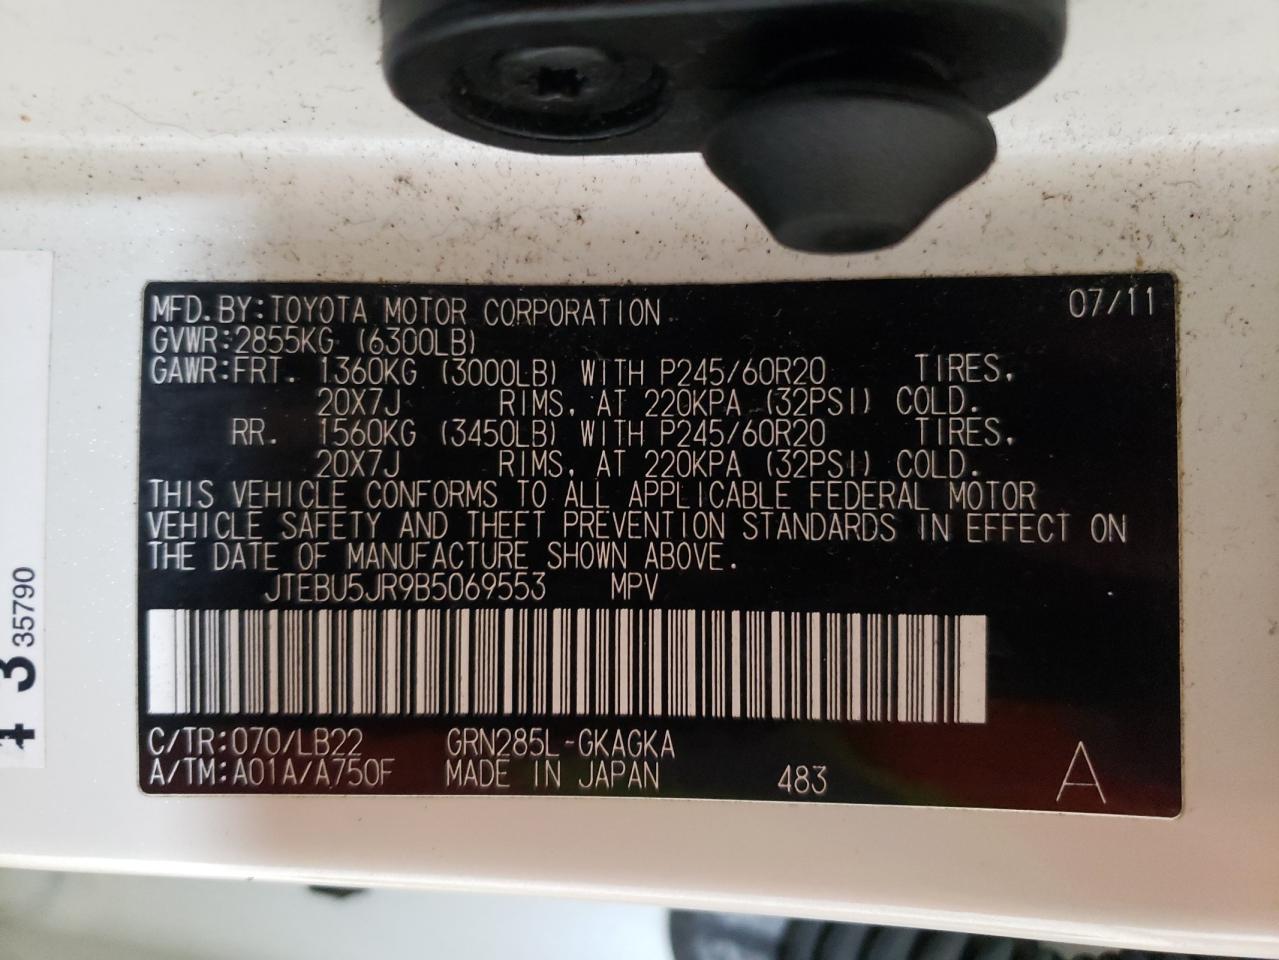 MFD.BY:TOYOTA MOTOR CORPORATION 07/11
GVWR:2855KG (6300LB)
GAWR:FRT. 1360KG (3000LB) WITH P245/60R20 TIRES,
20X7J RIMS, AT 220KPA (32PSI) COLD.
RR. 1560KG (3450LB) WITH P245/60R20 TIRES,
20X7J RIMS, AT 220KPA (32PSI) COLD.
THIS VEHICLE CONFORMS TO ALL APPLICABLE FEDERAL MOTOR
VEHICLE SAFETY AND THEFT PREVENTION STANDARDS IN EFFECT ON
THE DATE OF MANUFACTURE SHOWN ABOVE.
JTEBU5JR9B5069553 MPV
C/TR:070/LB22 GRN285L-GKAGKA
A/TM:A01A/A750F MADE IN JAPAN 483 A
35790
3